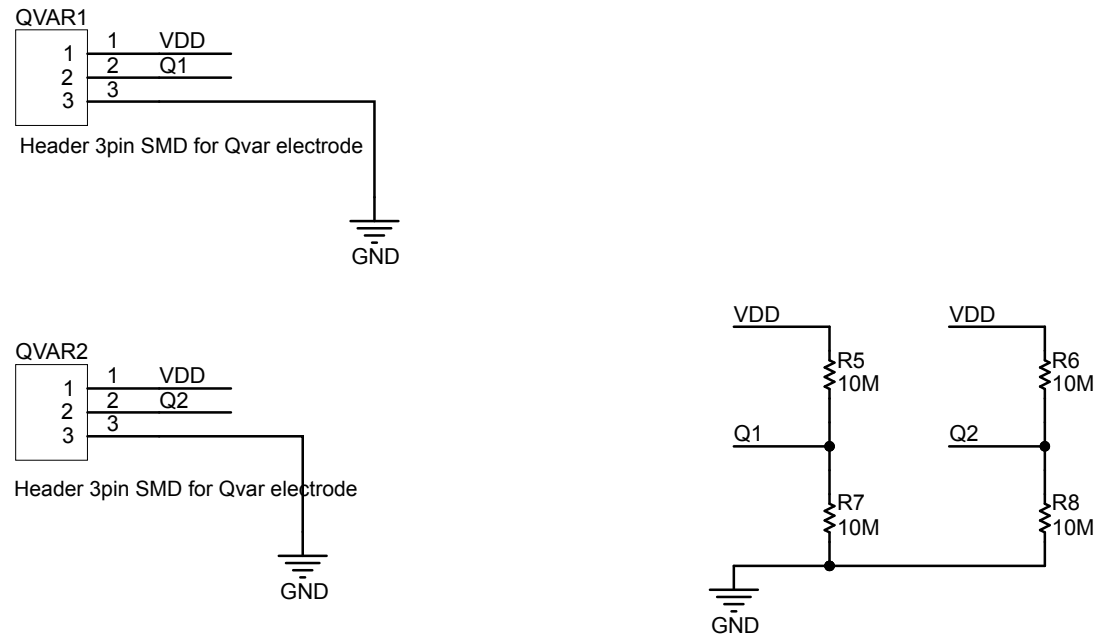 QVAR1
1 1 VDD
2 2 Q1
3 3
Header 3pin SMD for Qvar electrode
GND
QVAR2
1 1 VDD
2 2 Q2
3 3
Header 3pin SMD for Qvar electrode
GND
VDD VDD
R5 R6
10M 10M
Q1 Q2
R7 R8
10M 10M
GND